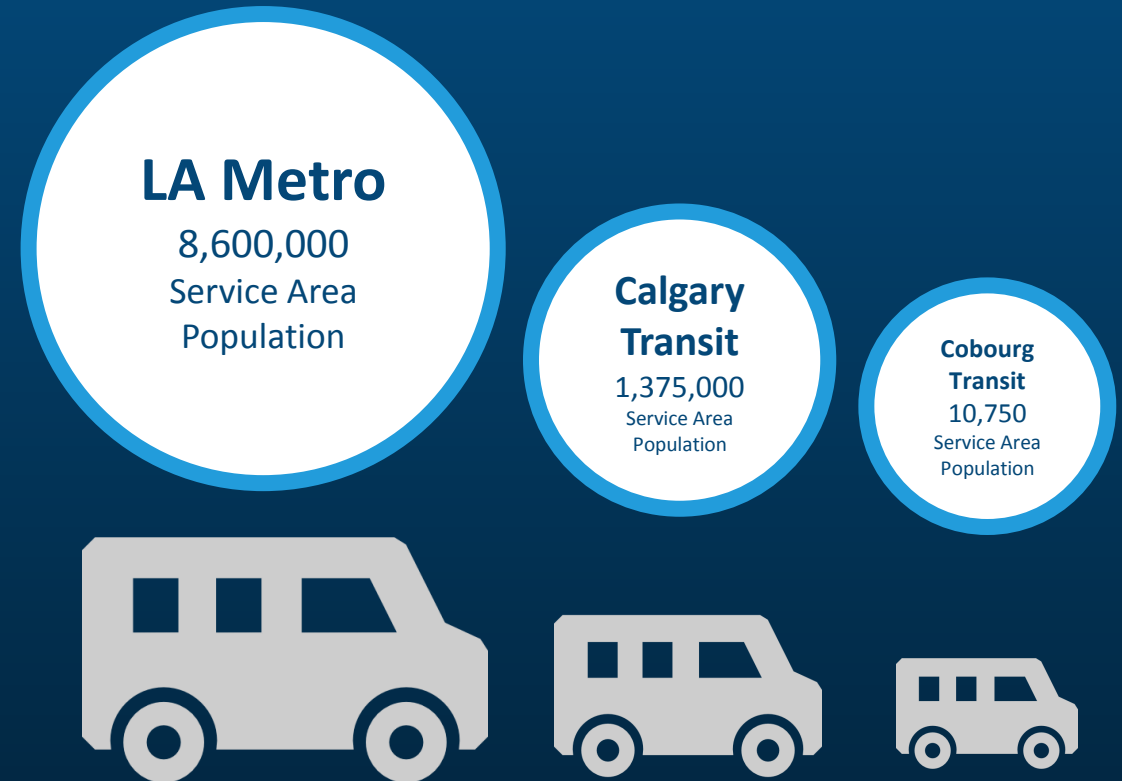 LA Metro
8,600,000
Service Area
Population
Calgary
Transit
1,375,000
Service Area
Population
Cobourg
Transit
10,750
Service Area
Population